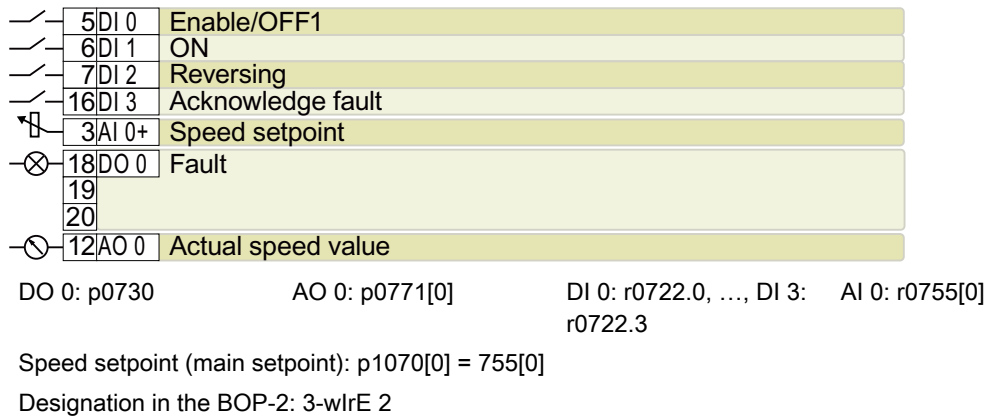 5 DI 0 Enable/OFF1
6 DI 1 ON
7 DI 2 Reversing
16 DI 3 Acknowledge fault
3 AI 0+ Speed setpoint
18 DO 0 Fault
19
20
12 AO 0 Actual speed value
DO 0: p0730 AO 0: p0771[0] DI 0: r0722.0, …, DI 3: AI 0: r0755[0]
r0722.3
Speed setpoint (main setpoint): p1070[0] = 755[0]
Designation in the BOP-2: 3-wIrE 2